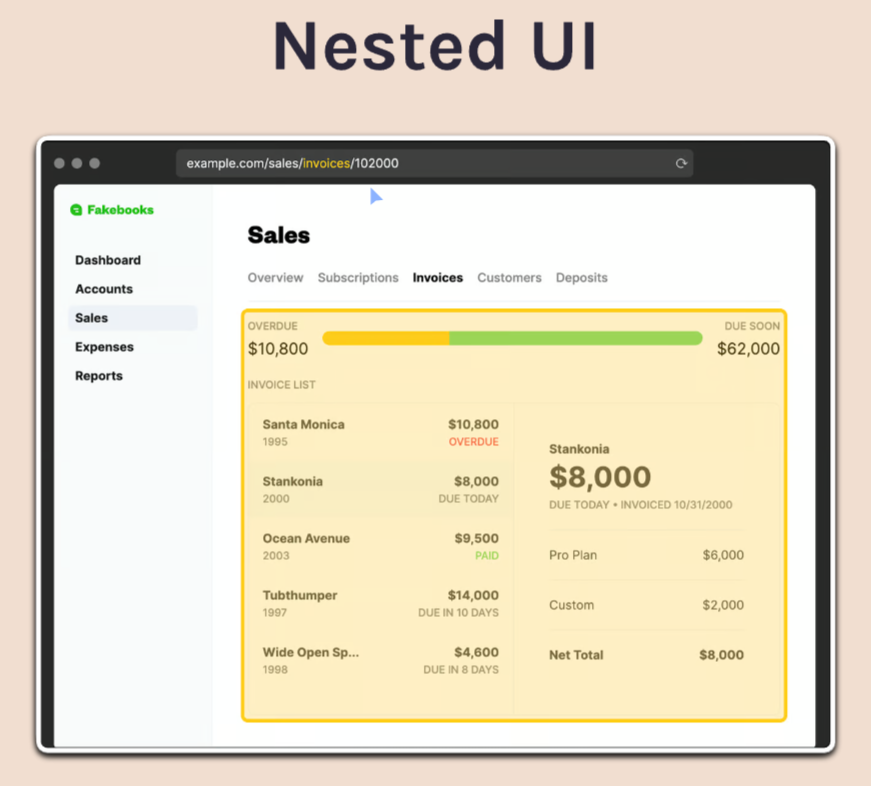 Nested UI
example.com/sales/invoices/102000
Fakebooks
Dashboard
Accounts
Sales
Expenses
Reports
Sales
Overview Subscriptions Invoices Customers Deposits
OVERDUE DUE SOON
$10,800 $62,000
INVOICE LIST
Santa Monica $10,800
1995 OVERDUE
Stankonia $8,000
2000 DUE TODAY
Ocean Avenue $9,500
2003 PAID
Tubthumper $14,000
1997 DUE IN 10 DAYS
Wide Open Sp... $4,600
1998 DUE IN 8 DAYS
Stankonia
$8,000
DUE TODAY • INVOICED 10/31/2000
Pro Plan $6,000
Custom $2,000
Net Total $8,000